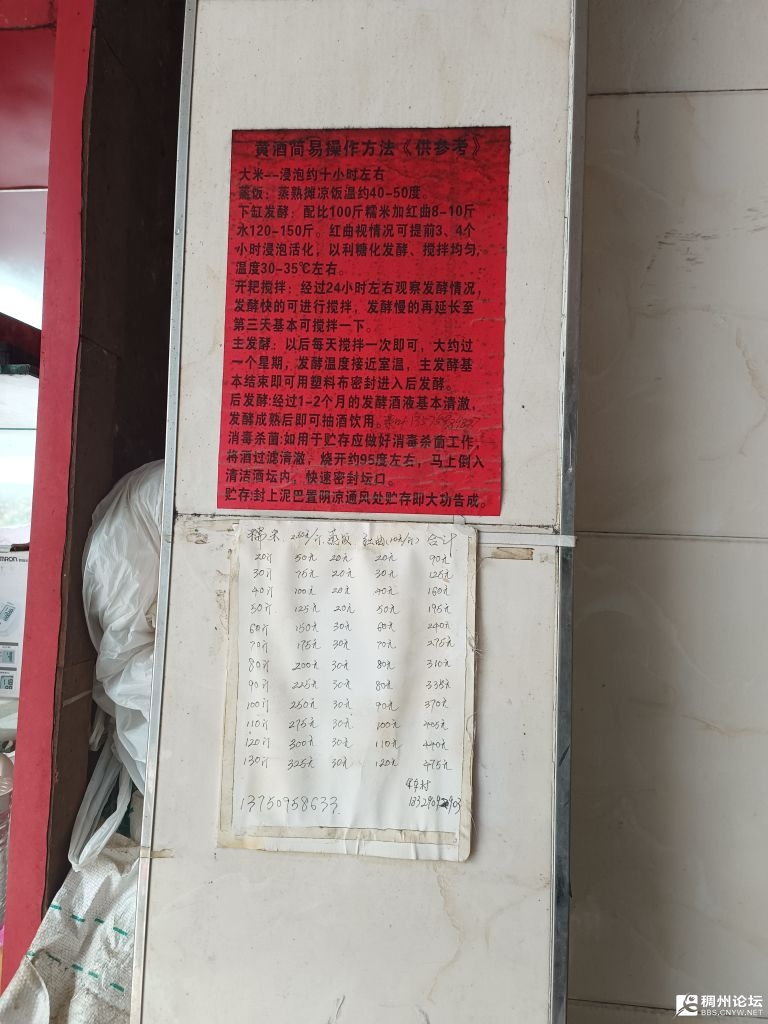 黄酒简易操作方法《供参考》
大米--浸泡约十小时左右
蒸饭：蒸熟摊凉饭温约40-50度
下缸发酵：配比100斤糯米加红曲8-10斤
水120-150斤。红曲视情况可提前3、4个
小时浸泡活化，以利糖化发酵、搅拌均匀，
温度30-35℃左右。
开耙搅拌：经过24小时左右观察发酵情况，
发酵快的可进行搅拌，发酵慢的再延长至
第三天基本可搅拌一下。
主发酵：以后每天搅拌一次即可，大约过
一个星期，发酵温度接近室温，主发酵基
本结束即可用塑料布密封进入后发酵。
后发酵:经过1-2个月的发酵酒液基本清澈，
发酵成熟后即可抽酒饮用。
消毒杀菌:如用于贮存应做好消毒杀菌工作，
将酒过滤清澈，烧开约95度左右，马上倒入
清洁酒坛内，快速密封坛口。
贮存:封上泥巴置阴凉通风处贮存即大功告成。
糯米 2.50元/斤 蒸饭 红曲(10元/斤) 合计
20斤 50元 20元 20元 90元
30斤 75元 20元 30元 125元
40斤 100元 20元 40元 160元
50斤 125元 20元 50元 195元
60斤 150元 30元 60元 240元
70斤 175元 30元 70元 275元
80斤 200元 30元 80元 310元
90斤 225元 30元 80元 335元
100斤 250元 30元 90元 370元
110斤 275元 30元 100元 405元
120斤 300元 30元 110元 440元
130斤 325元 30元 120元 475元
13750958633
稠州论坛
BBS.CNYW.NET